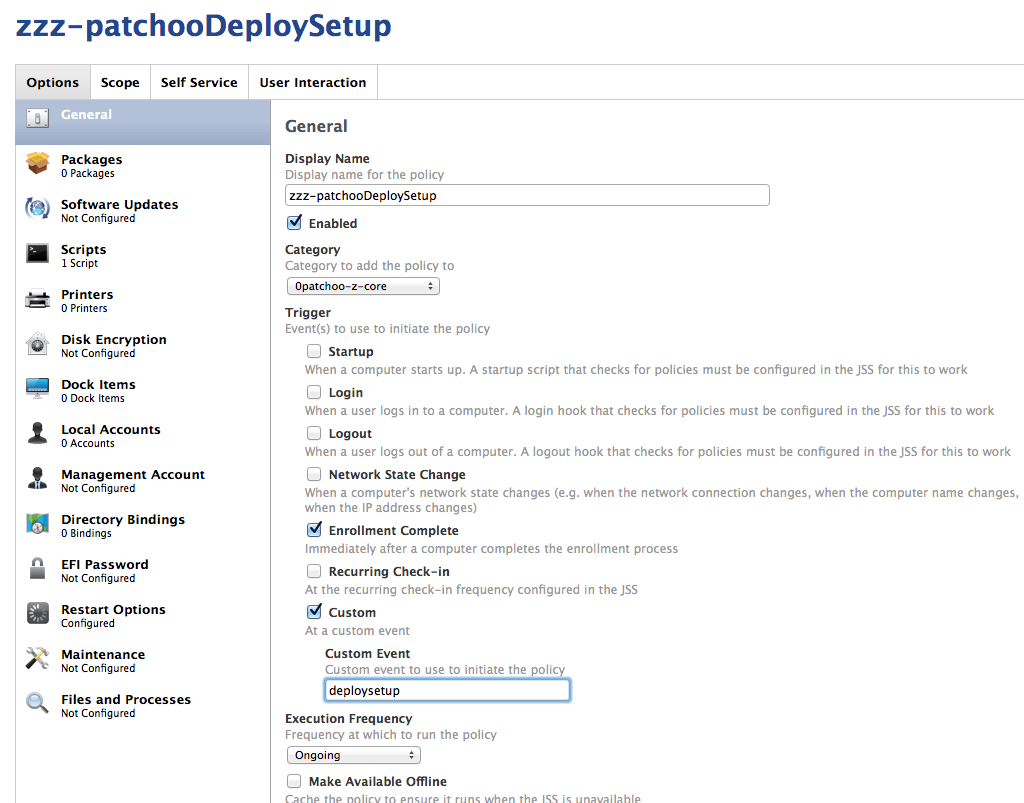 zzz-patchooDeploySetup
Options Scope Self Service User Interaction
General
Packages
0 Packages
Software Updates
Not Configured
Scripts
1 Script
Printers
0 Printers
Disk Encryption
Not Configured
Dock Items
0 Dock Items
Local Accounts
0 Accounts
Management Account
Not Configured
Directory Bindings
0 Bindings
EFI Password
Not Configured
Restart Options
Configured
Maintenance
Not Configured
Files and Processes
Not Configured
General
Display Name
Display name for the policy
zzz-patchooDeploySetup
Enabled
Category
Category to add the policy to
0patchoo-z-core
Trigger
Event(s) to use to initiate the policy
Startup
When a computer starts up. A startup script that checks for policies must be configured in the JSS for this to work
Login
When a user logs in to a computer. A login hook that checks for policies must be configured in the JSS for this to work
Logout
When a user logs out of a computer. A logout hook that checks for policies must be configured in the JSS for this to work
Network State Change
When a computer's network state changes (e.g. when the network connection changes, when the computer name changes,
when the IP address changes)
Enrollment Complete
Immediately after a computer completes the enrollment process
Recurring Check-in
At the recurring check-in frequency configured in the JSS
Custom
At a custom event
Custom Event
Custom event to use to initiate the policy
deploysetup
Execution Frequency
Frequency at which to run the policy
Ongoing
Make Available Offline
Cache the policy to ensure it runs when the JSS is unavailable